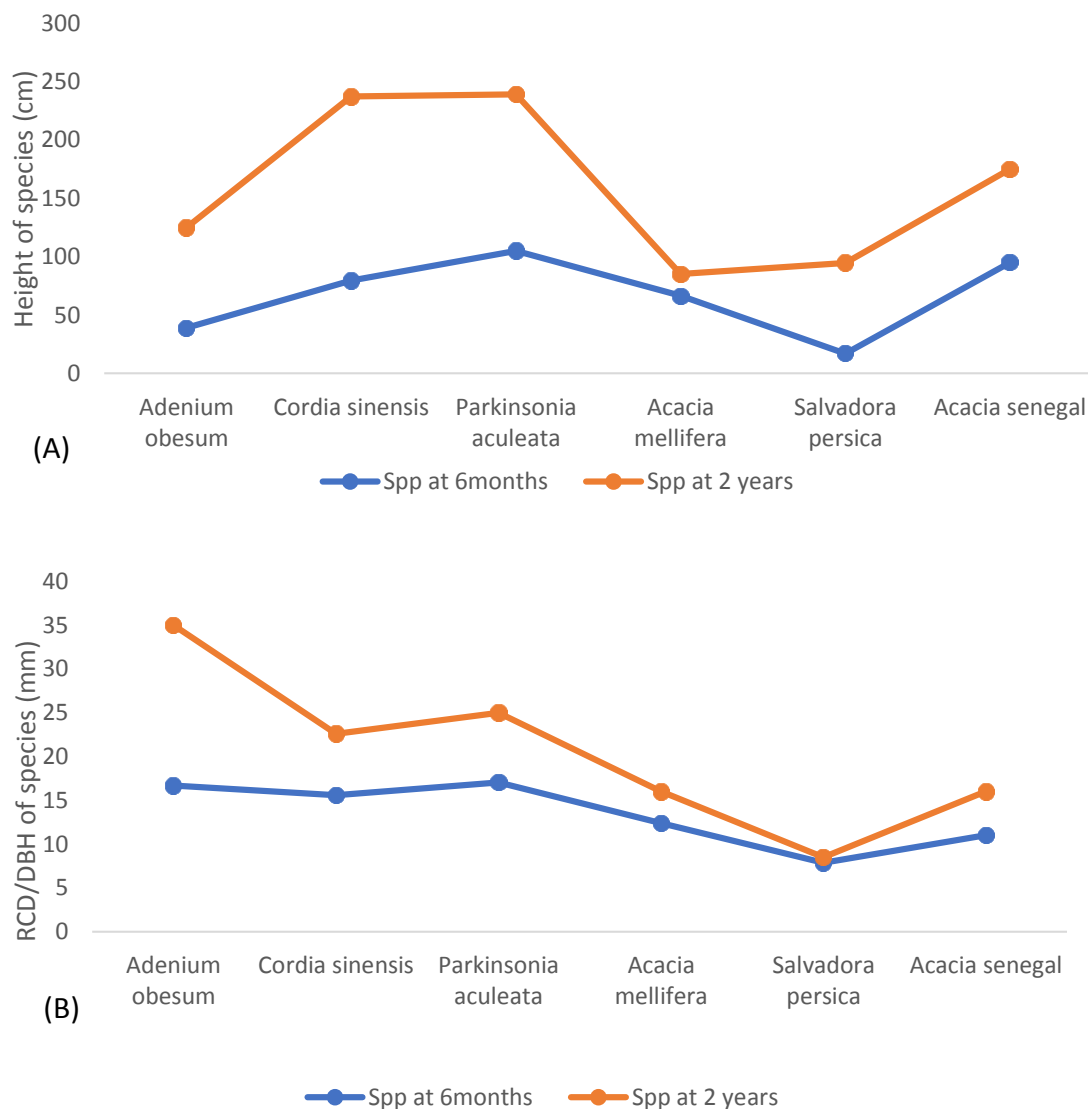 300
250
200
150
100
50
0
Height of species (cm)
Adenium obesum
Cordia sinensis
Parkinsonia aculeata
Acacia mellifera
Salvadora persica
Acacia senegal
(A)
Spp at 6months
Spp at 2 years
40
35
30
25
20
15
10
5
0
RCD/DBH of species (mm)
Adenium obesum
Cordia sinensis
Parkinsonia aculeata
Acacia mellifera
Salvadora persica
Acacia senegal
(B)
Spp at 6months
Spp at 2 years